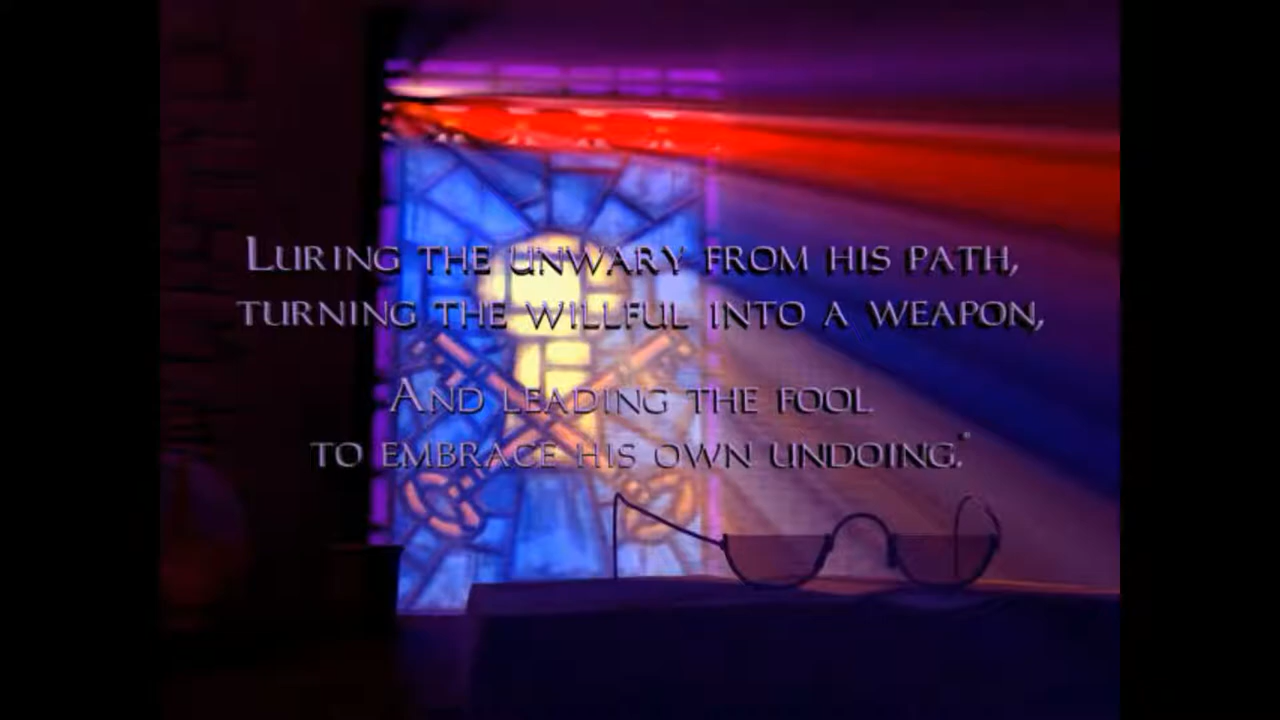 Luring the unwary from his path,
turning the willful into a weapon,
And leading the fool
to embrace his own undoing."